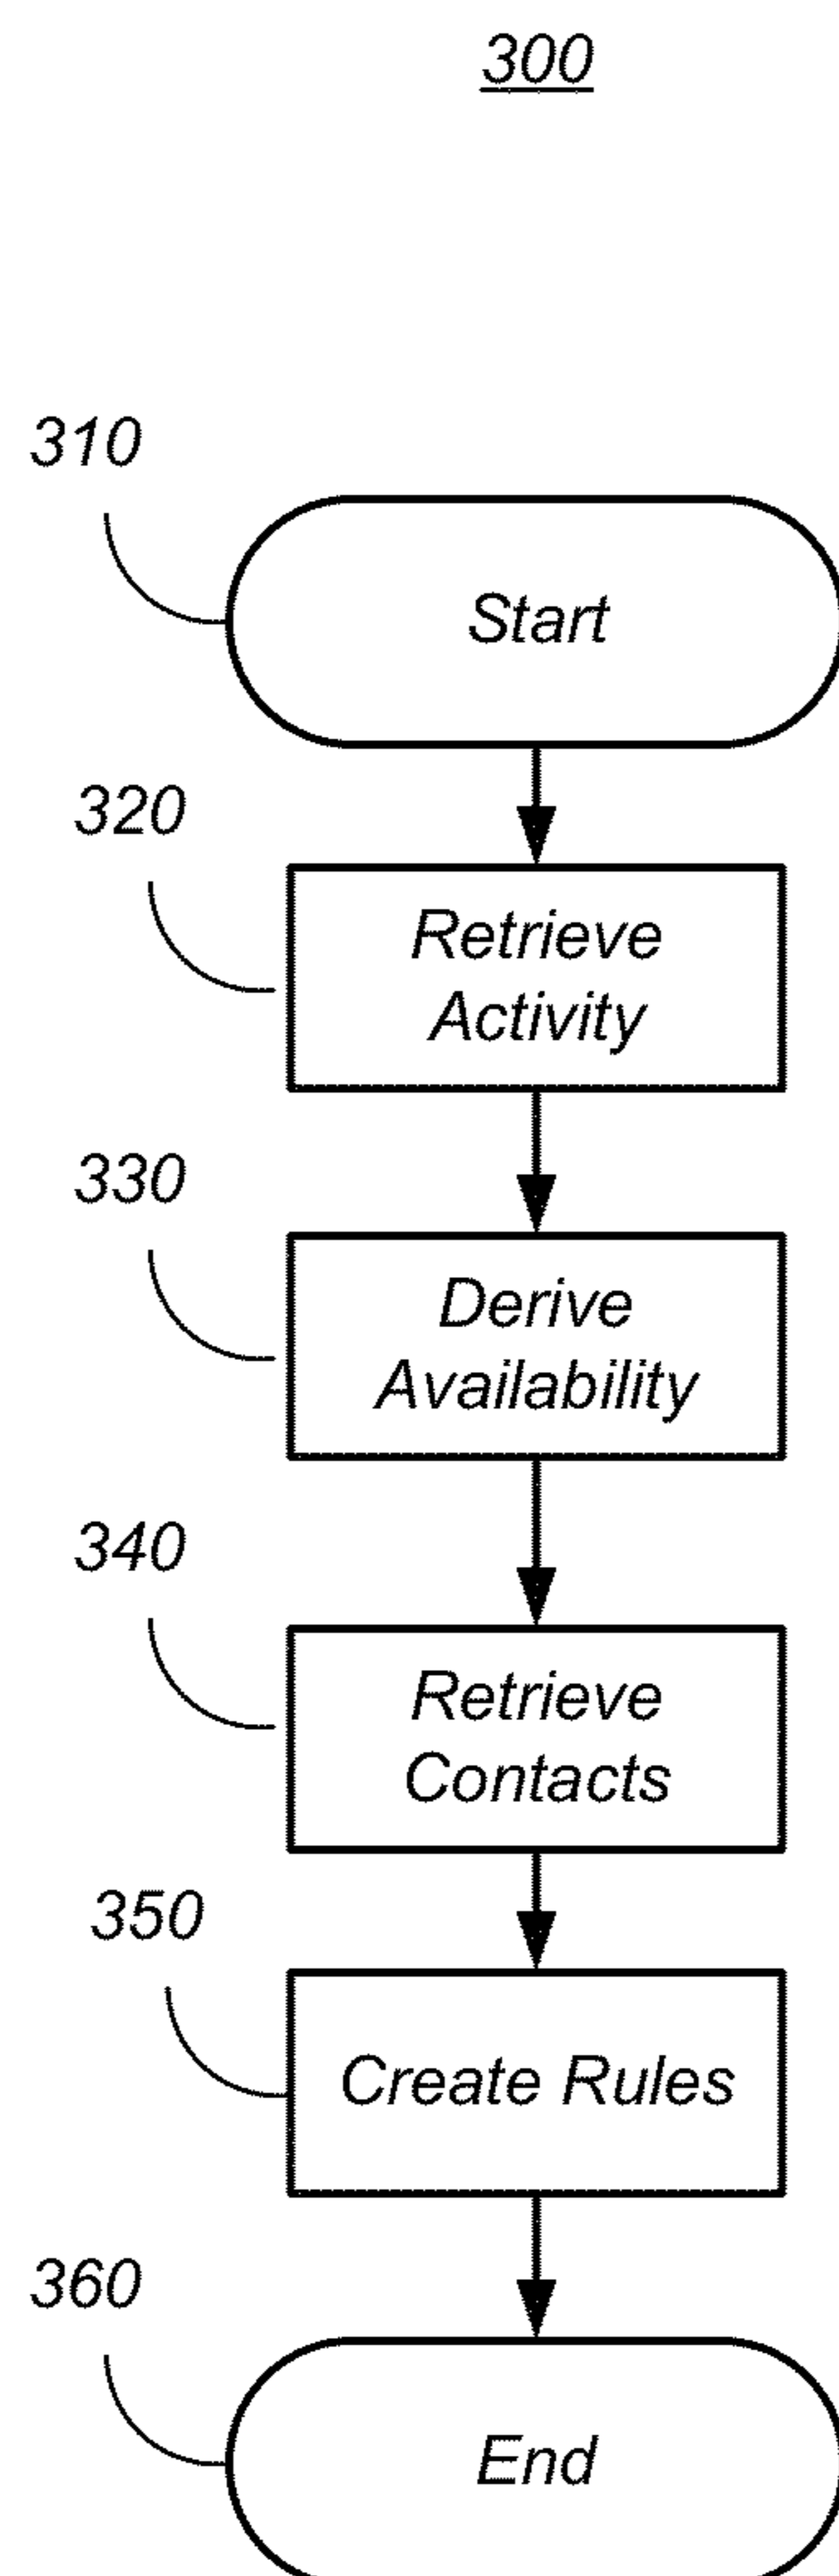 300
310
Start
320
Retrieve
Activity
330
Derive
Availability
340
Retrieve
Contacts
350
Create Rules
360
End